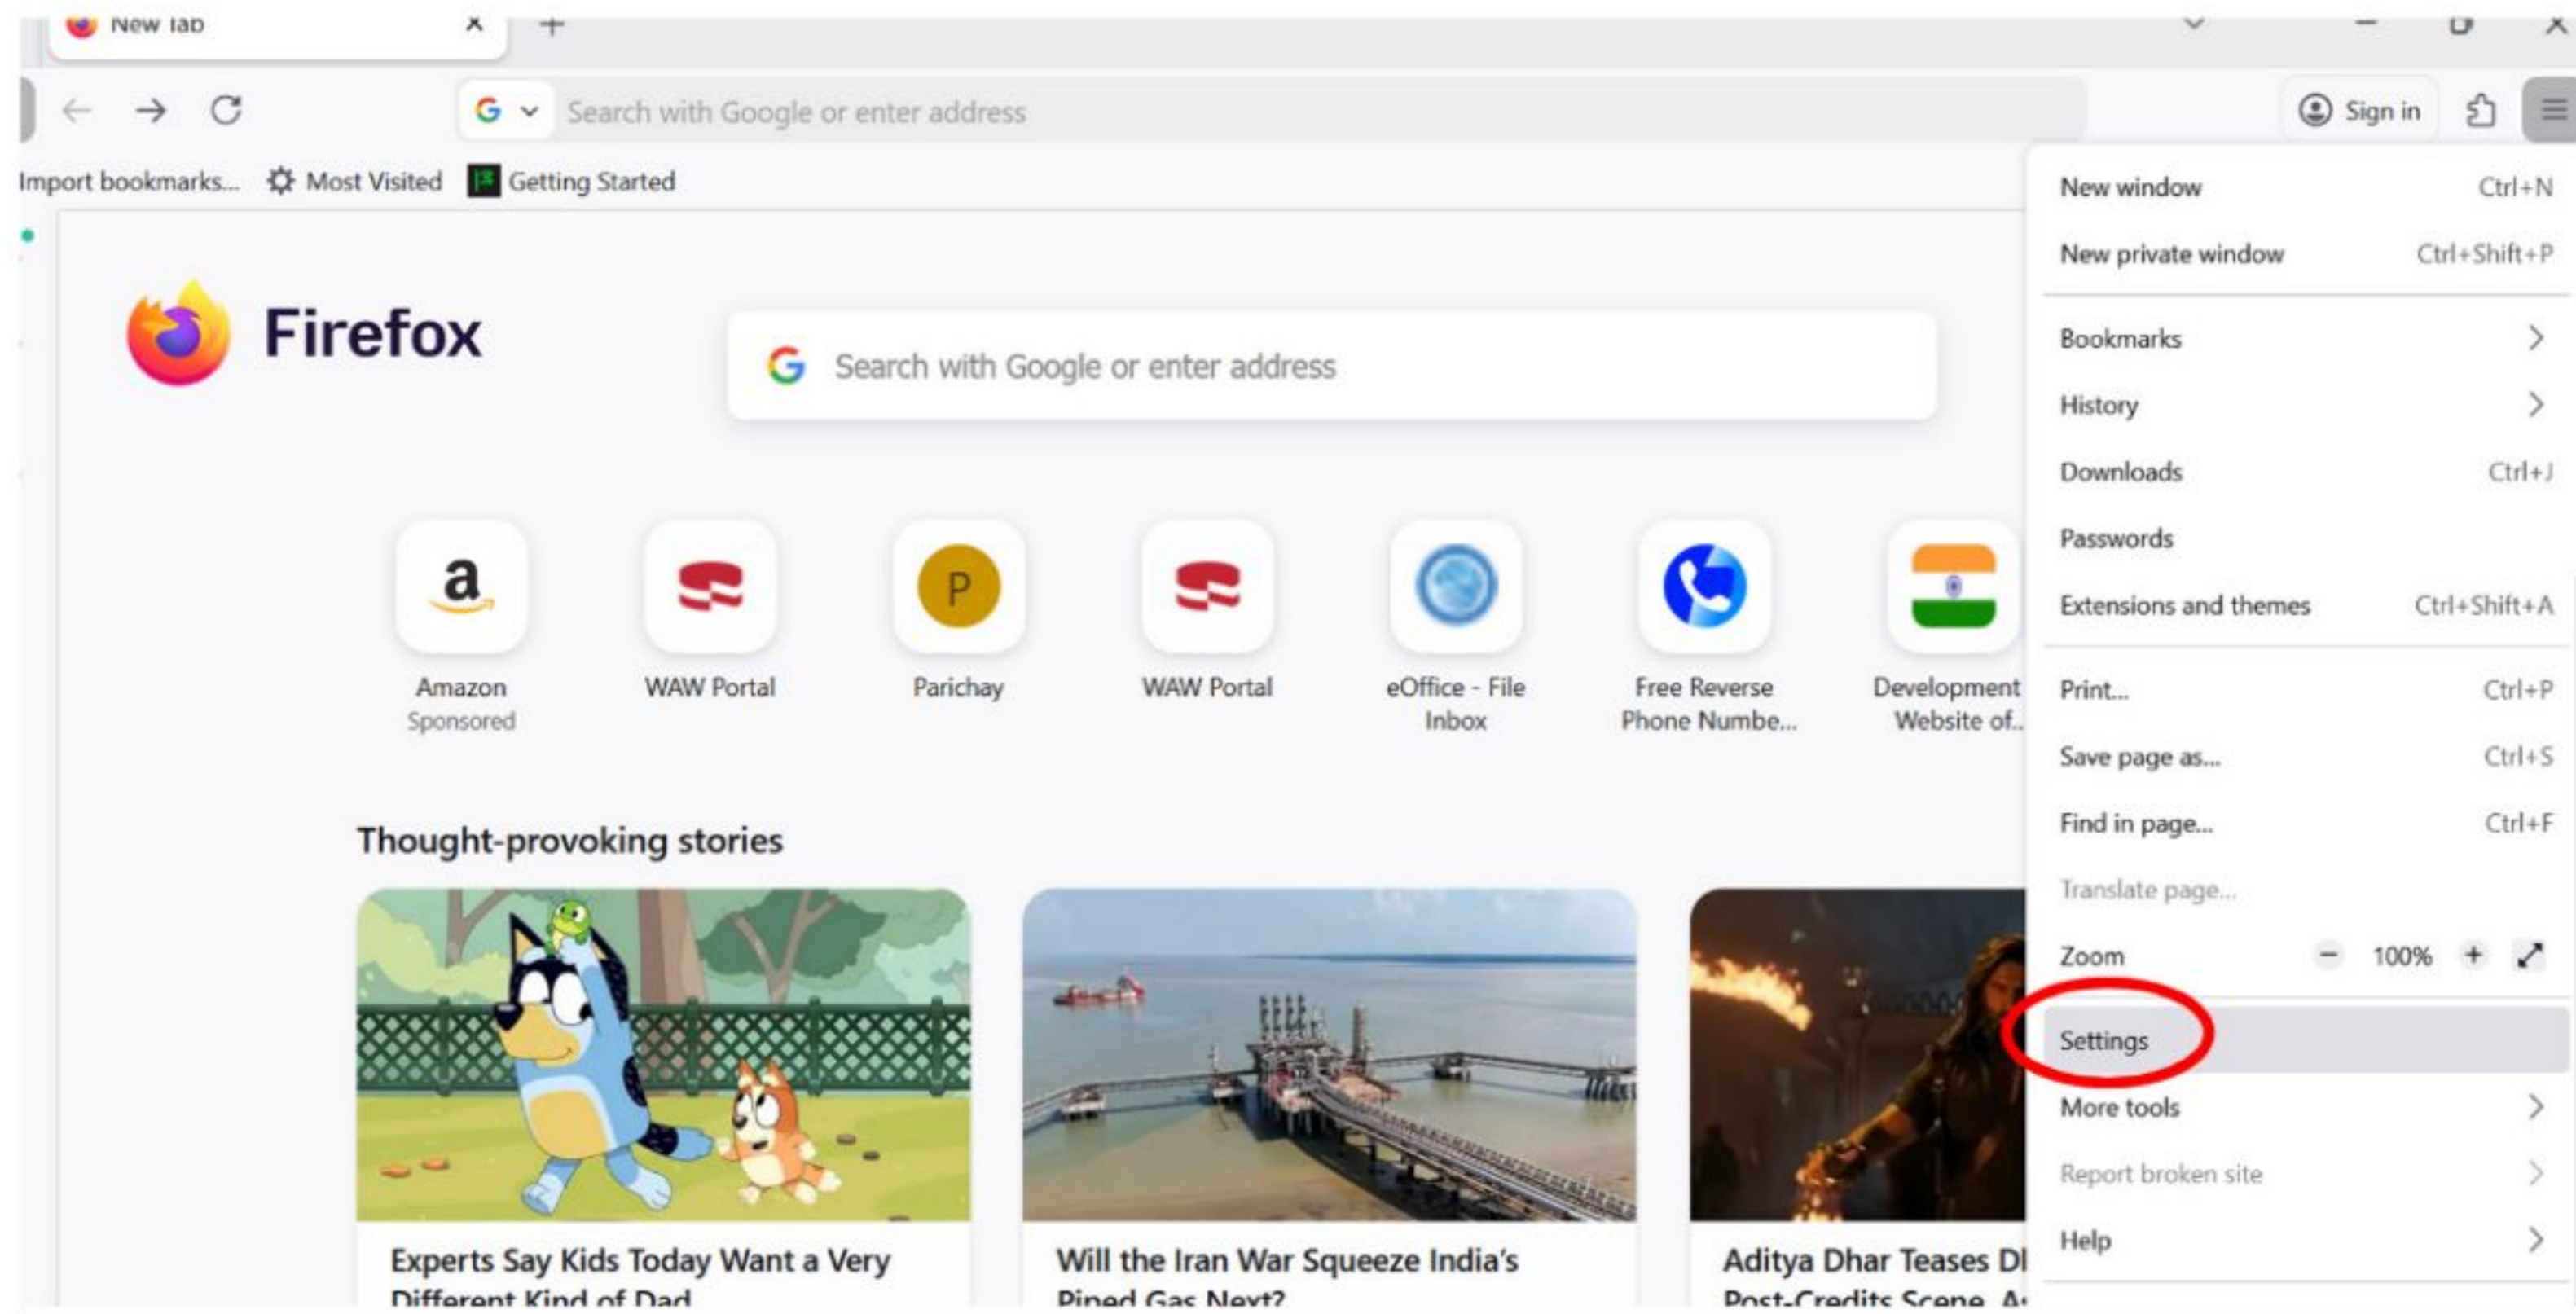 New Tab
Search with Google or enter address
Sign in
Import bookmarks...
Most Visited
Getting Started
Firefox
Search with Google or enter address
a
P
Amazon
Sponsored
WAW Portal
Parichay
WAW Portal
eOffice - File
Inbox
Free Reverse
Phone Numbe...
Development
Website of..
Thought-provoking stories
Experts Say Kids Today Want a Very
Different Kind of Dad
Will the Iran War Squeeze India's
Piped Gas Next?
Aditya Dhar Teases
Post-Credits Scene,
New window Ctrl+N
New private window Ctrl+Shift+P
Bookmarks
History
Downloads Ctrl+J
Passwords
Extensions and themes Ctrl+Shift+A
Print... Ctrl+P
Save page as... Ctrl+S
Find in page... Ctrl+F
Translate page...
Zoom − 100% +
Settings
More tools
Report broken site
Help